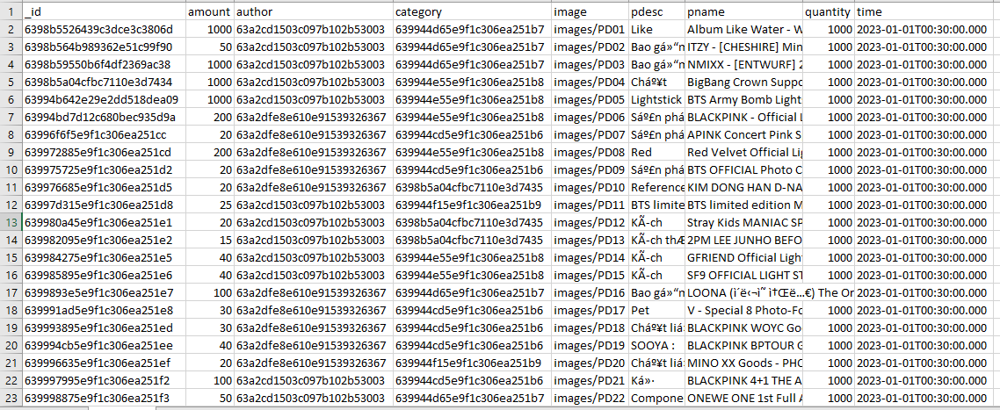 1 _id amount author category image pdesc pname quantity time
2 6398b5526439c3dce3c3806d 1000 63a2cd1503c097b102b53003 639944d65e9f1c306ea251b7 images/PD01 Like Album Like Water - W 1000 2023-01-01T00:30:00.000
3 6398b564b989362e51c99f90 50 63a2cd1503c097b102b53003 639944d65e9f1c306ea251b7 images/PD02 Bao gá»“m ITZY - [CHESHIRE] Min 1000 2023-01-01T00:30:00.000
4 6398b59550b6f4df2369ac38 1000 63a2cd1503c097b102b53003 639944d65e9f1c306ea251b7 images/PD03 Bao gá»“m NMIXX - [ENTWURF] 2 1000 2023-01-01T00:30:00.000
5 6398b5a04cfbc7110e3d7434 1000 63a2cd1503c097b102b53003 639944e55e9f1c306ea251b8 images/PD04 Cháº¥t BigBang Crown Suppo 1000 2023-01-01T00:30:00.000
6 63994b642e29e2dd518dea09 1000 63a2cd1503c097b102b53003 639944e55e9f1c306ea251b8 images/PD05 Lightstick BTS Army Bomb Light 1000 2023-01-01T00:30:00.000
7 63994bd7d12c680bec935d9a 200 63a2dfe8e610e91539326367 639944e55e9f1c306ea251b8 images/PD06 Sáº£n phá BLACKPINK - Official L 1000 2023-01-01T00:30:00.000
8 63996f6f5e9f1c306ea251cc 20 63a2dfe8e610e91539326367 639944cd5e9f1c306ea251b6 images/PD07 Sáº£n phá APINK Concert Pink S 1000 2023-01-01T00:30:00.000
9 639972885e9f1c306ea251cd 200 63a2dfe8e610e91539326367 639944e55e9f1c306ea251b8 images/PD08 Red Red Velvet Official Li 1000 2023-01-01T00:30:00.000
10 639975725e9f1c306ea251d2 20 63a2dfe8e610e91539326367 639944cd5e9f1c306ea251b6 images/PD09 Sáº£n phá BTS OFFICIAL Photo C 1000 2023-01-01T00:30:00.000
11 639976685e9f1c306ea251d5 20 63a2dfe8e610e91539326367 6398b5a04cfbc7110e3d7435 images/PD10 Reference KIM DONG HAN D-NA 1000 2023-01-01T00:30:00.000
12 63997d315e9f1c306ea251d8 25 63a2cd1503c097b102b53003 639944f15e9f1c306ea251b9 images/PD11 BTS limite BTS limited edition M 1000 2023-01-01T00:30:00.000
13 639980a45e9f1c306ea251e1 20 63a2cd1503c097b102b53003 6398b5a04cfbc7110e3d7435 images/PD12 KÃ­ch Stray Kids MANIAC SP 1000 2023-01-01T00:30:00.000
14 639982095e9f1c306ea251e2 15 63a2cd1503c097b102b53003 6398b5a04cfbc7110e3d7435 images/PD13 KÃ­ch thÆ 2PM LEE JUNHO BEFO 1000 2023-01-01T00:30:00.000
15 639984275e9f1c306ea251e5 40 63a2cd1503c097b102b53003 639944e55e9f1c306ea251b8 images/PD14 KÃ­ch GFRIEND Official Ligh 1000 2023-01-01T00:30:00.000
16 639985895e9f1c306ea251e6 40 63a2cd1503c097b102b53003 639944e55e9f1c306ea251b8 images/PD15 KÃ­ch SF9 OFFICIAL LIGHT ST 1000 2023-01-01T00:30:00.000
17 6399893e5e9f1c306ea251e7 100 63a2dfe8e610e91539326367 639944d65e9f1c306ea251b7 images/PD16 Bao gá»“m LOONA (ì´ë‹¬ì˜ ì†Œë…€) The Or 1000 2023-01-01T00:30:00.000
18 639991ad5e9f1c306ea251e8 30 63a2dfe8e610e91539326367 639944cd5e9f1c306ea251b6 images/PD17 Pet V - Special 8 Photo-Fo 1000 2023-01-01T00:30:00.000
19 639993895e9f1c306ea251ed 30 63a2dfe8e610e91539326367 639944cd5e9f1c306ea251b6 images/PD18 Cháº¥t liá BLACKPINK WOYC Go 1000 2023-01-01T00:30:00.000
20 639994cb5e9f1c306ea251ee 40 63a2dfe8e610e91539326367 639944cd5e9f1c306ea251b6 images/PD19 SOOYA : BLACKPINK BPTOUR G 1000 2023-01-01T00:30:00.000
21 639996635e9f1c306ea251ef 20 63a2dfe8e610e91539326367 639944f15e9f1c306ea251b9 images/PD20 Cháº¥t liá MINO XX Goods - PHO 1000 2023-01-01T00:30:00.000
22 639997995e9f1c306ea251f2 100 63a2cd1503c097b102b53003 639944cd5e9f1c306ea251b6 images/PD21 Ká»· BLACKPINK 4+1 THE A 1000 2023-01-01T00:30:00.000
23 639998875e9f1c306ea251f3 50 63a2cd1503c097b102b53003 639944d65e9f1c306ea251b7 images/PD22 Compone ONEWE ONE 1st Full A 1000 2023-01-01T00:30:00.000